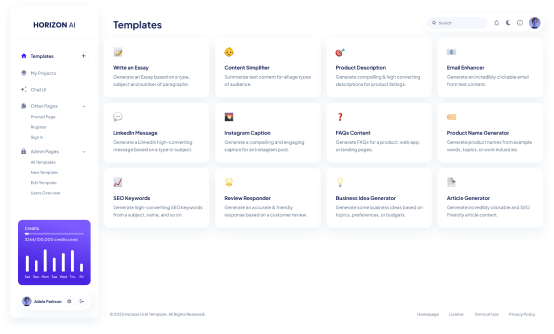 HORIZON AI
Templates
My Projects
Chat UI
Other Pages
Prompt Page
Register
Sign In
Admin Pages
All Templates
New Template
Edit Template
Users Overview
Credits
credits used
Sat Sun Mon Tue Wed Thu Fri
Adela Parkson
Templates
Search
Write an Essay
Generate an Essay based on a type,
subject and number of paragraphs.
Content Simplifier
Summarizes text content for all age types
of audience.
Product Description
Generate compelling & high converting
descriptions for product listings.
Email Enhancer
Generate an incredibly clickable email
from text content.
LinkedIn Message
Generate a LinkedIn high-converting
message based on a type or subject.
Instagram Caption
Generate a compelling and engaging
caption for an Instagram post.
FAQs Content
Generate FAQs for a product, web app,
or landing pages.
Product Name Generator
Generate product names from example
words, topics, or work industries.
SEO Keywords
Generate high-converting SEO keywords
from a subject, name, and so on.
Review Responder
Generate an accurate & friendly
response based on a customer review.
Business Idea Generator
Generate some business ideas based on
topics, preferences, or budgets.
Article Generator
Generate incredibly clickable and SEO
friendly article content.
© 2023 Horizon UI AI Template. All Rights Reserved.
Homepage License Terms of Use Privacy Policy